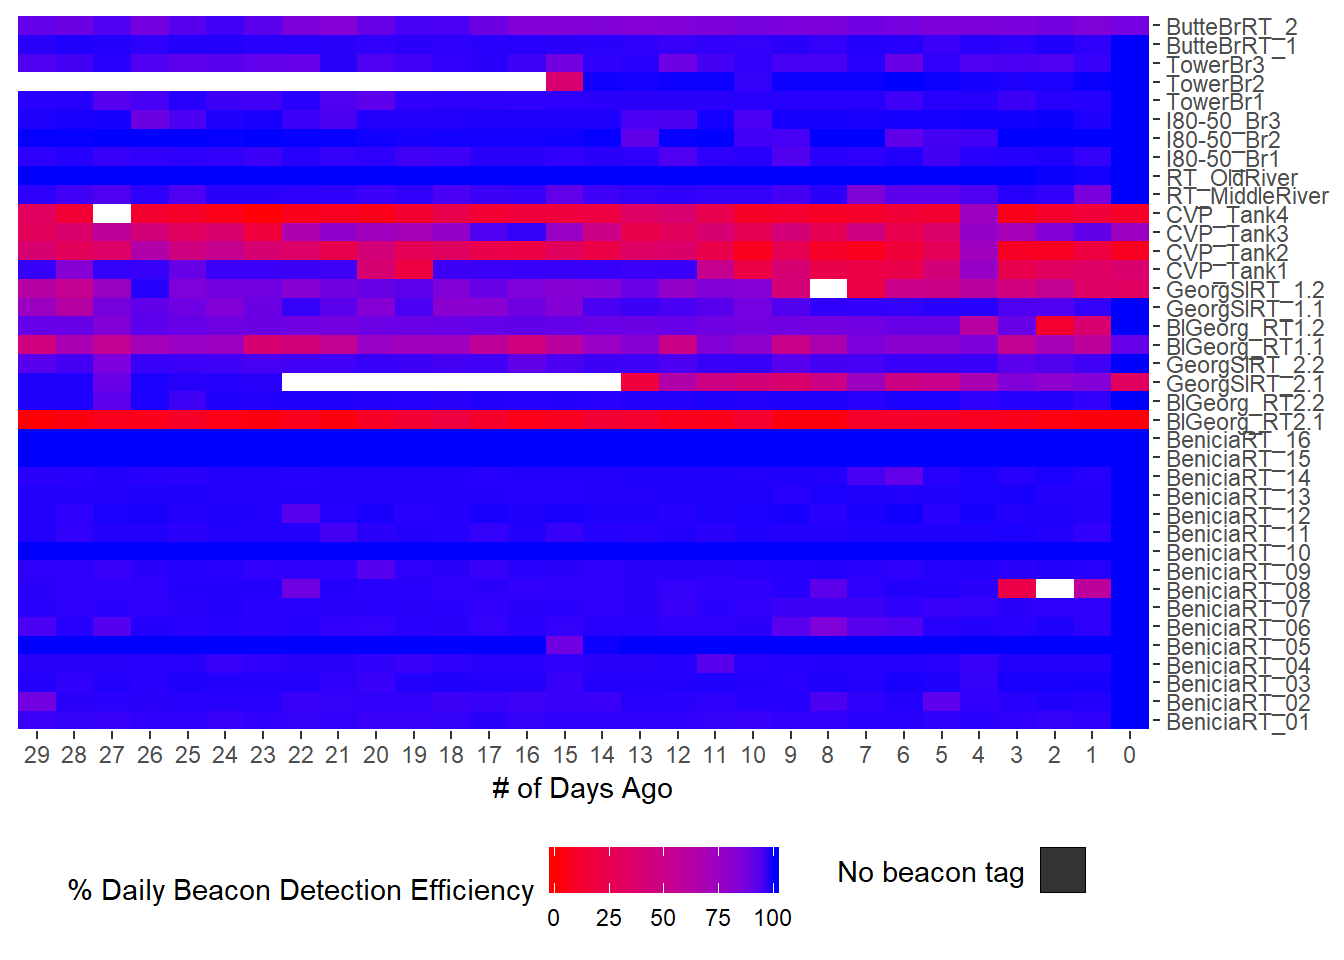 ButteBrRT_2
ButteBrRT_1
TowerBr3
TowerBr2
TowerBr1
I80-50_Br3
I80-50_Br2
I80-50_Br1
RT_OldRiver
RT_MiddleRiver
CVP_Tank4
CVP_Tank3
CVP_Tank2
CVP_Tank1
GeorgSlRT_1.2
GeorgSlRT_1.1
BlGeorg_RT1.2
BlGeorg_RT1.1
GeorgSlRT_2.2
GeorgSlRT_2.1
BlGeorg_RT2.2
BlGeorg_RT2.1
BeniciaRT_16
BeniciaRT_15
BeniciaRT_14
BeniciaRT_13
BeniciaRT_12
BeniciaRT_11
BeniciaRT_10
BeniciaRT_09
BeniciaRT_08
BeniciaRT_07
BeniciaRT_06
BeniciaRT_05
BeniciaRT_04
BeniciaRT_03
BeniciaRT_02
BeniciaRT_01
29 28 27 26 25 24 23 22 21 20 19 18 17 16 15 14 13 12 11 10 9 8 7 6 5 4 3 2 1 0
# of Days Ago
% Daily Beacon Detection Efficiency
0 25 50 75 100
No beacon tag